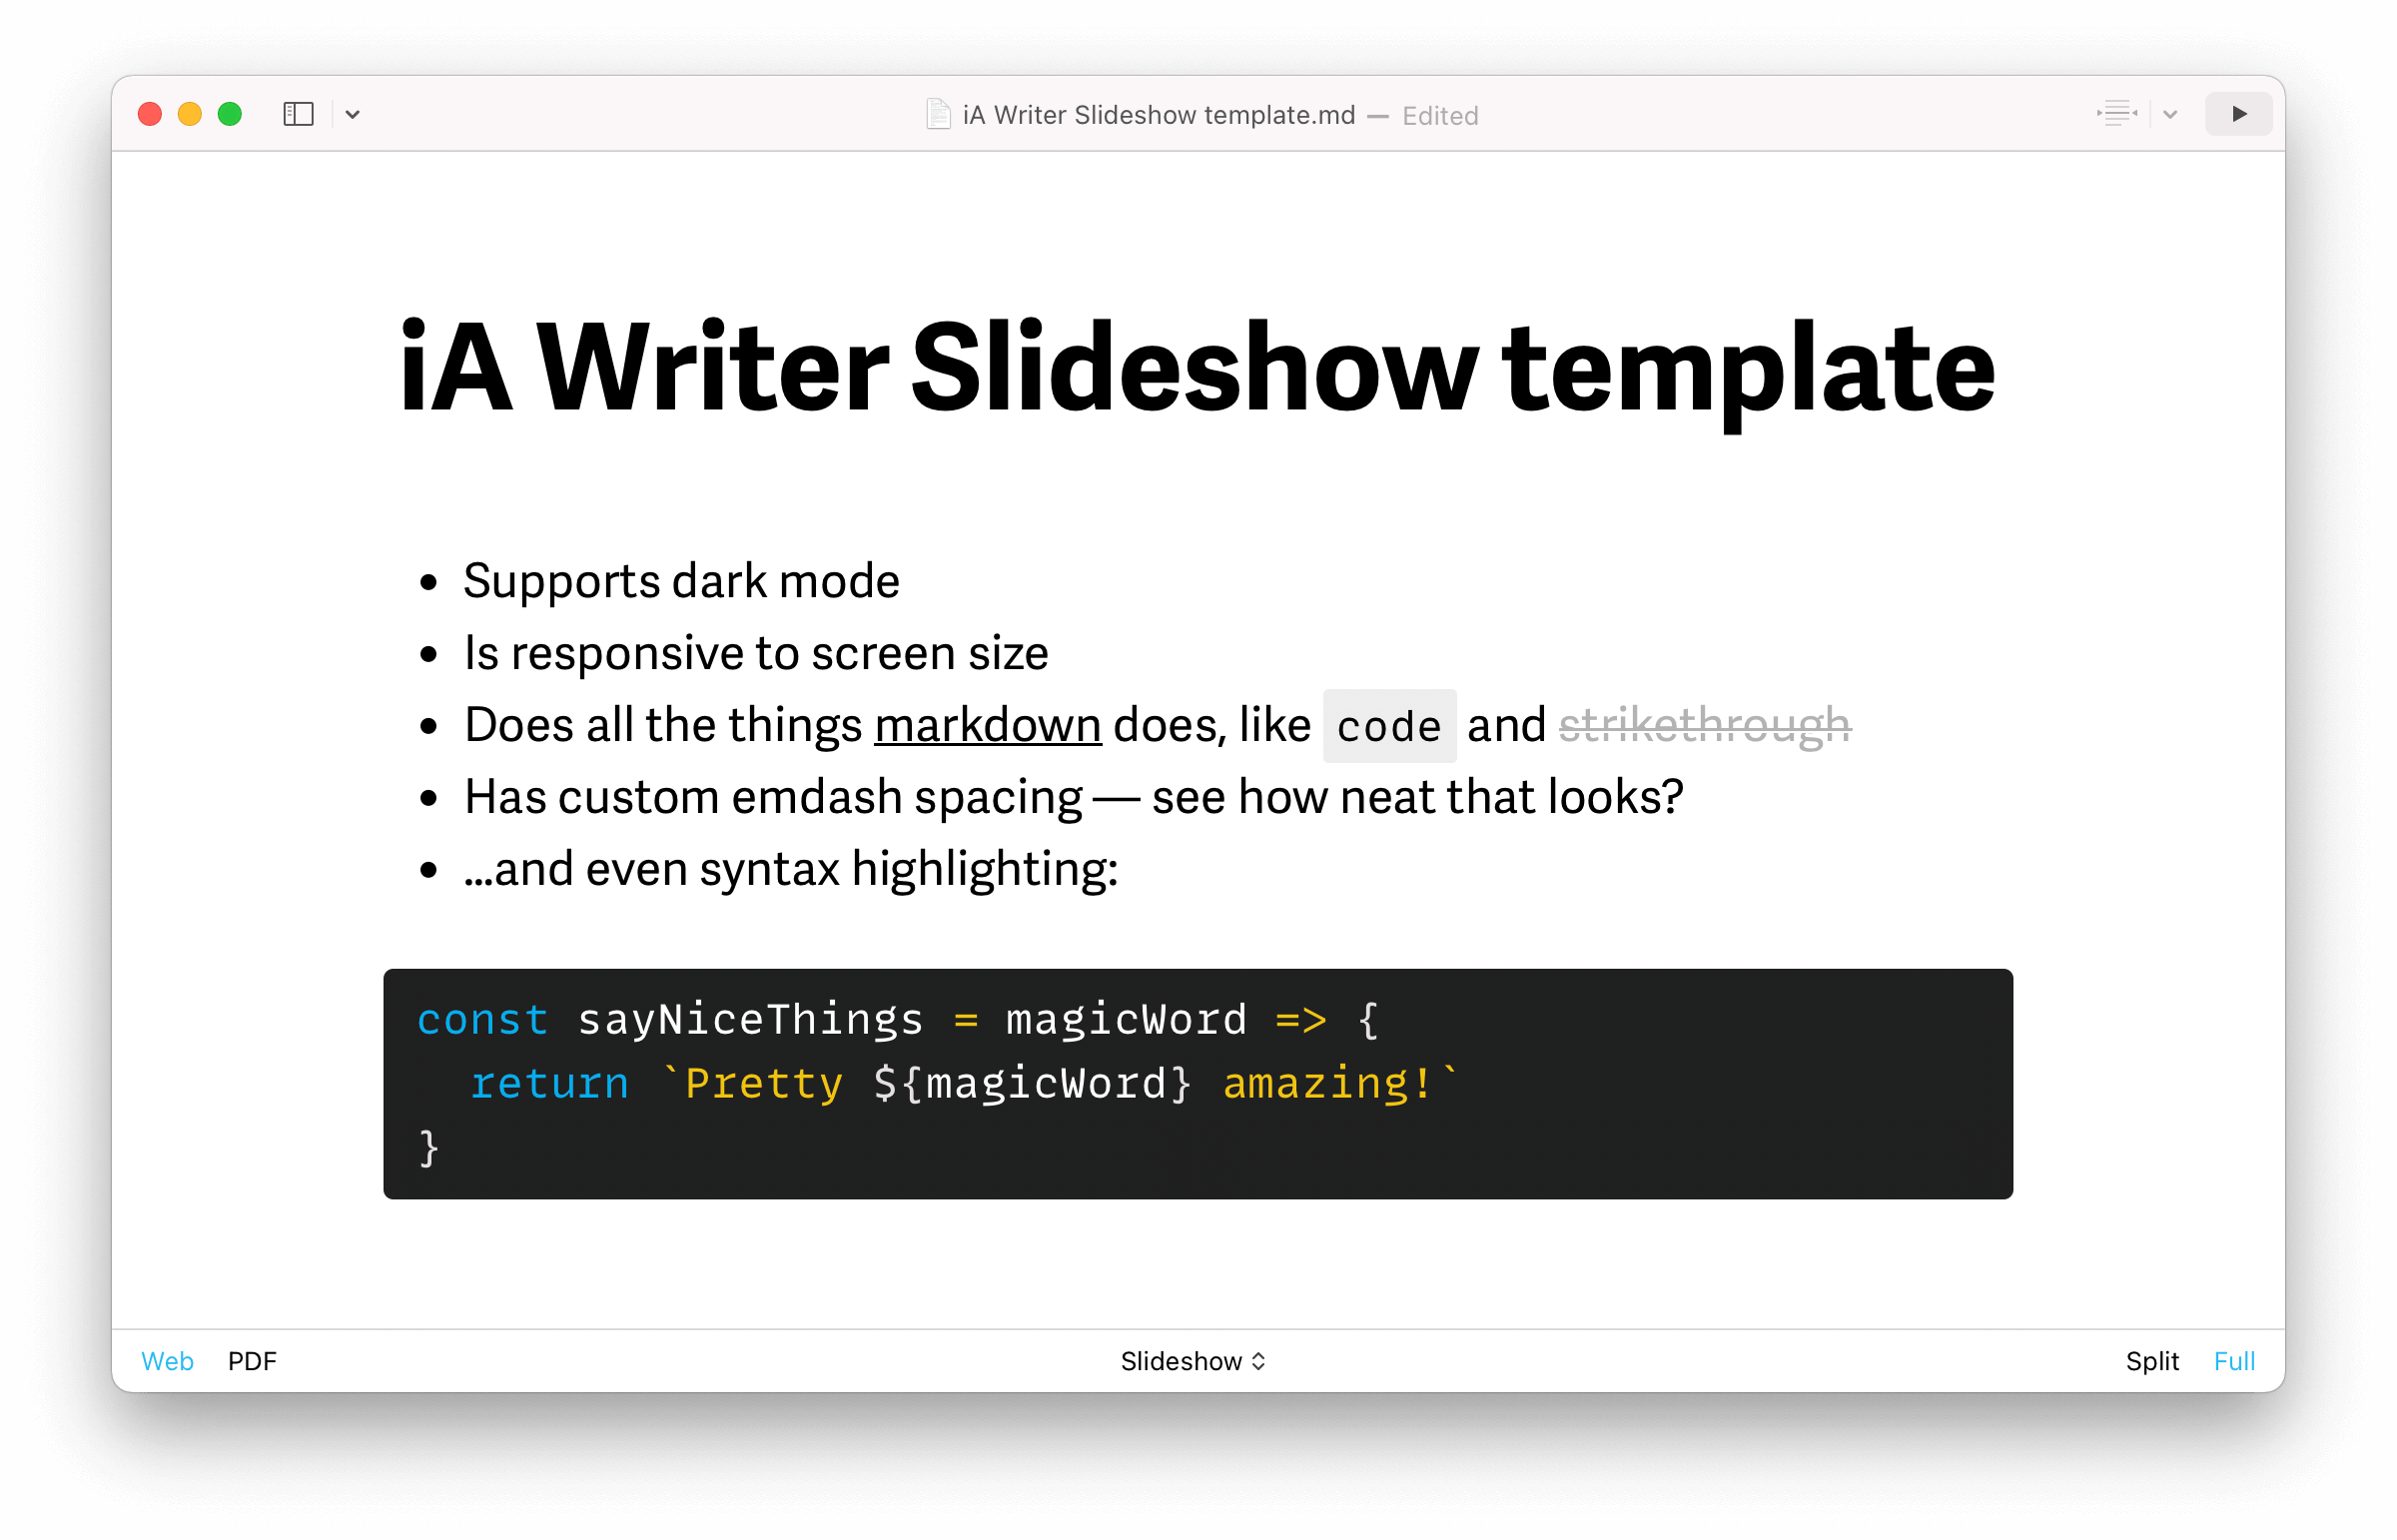 iA Writer Slideshow template.md — Edited
iA Writer Slideshow template
• Supports dark mode
• Is responsive to screen size
• Does all the things markdown does, like code and strikethrough
• Has custom emdash spacing — see how neat that looks?
• …and even syntax highlighting:
const sayNiceThings = magicWord => {
  return `Pretty ${magicWord} amazing!`
}
Web PDF Slideshow Split Full